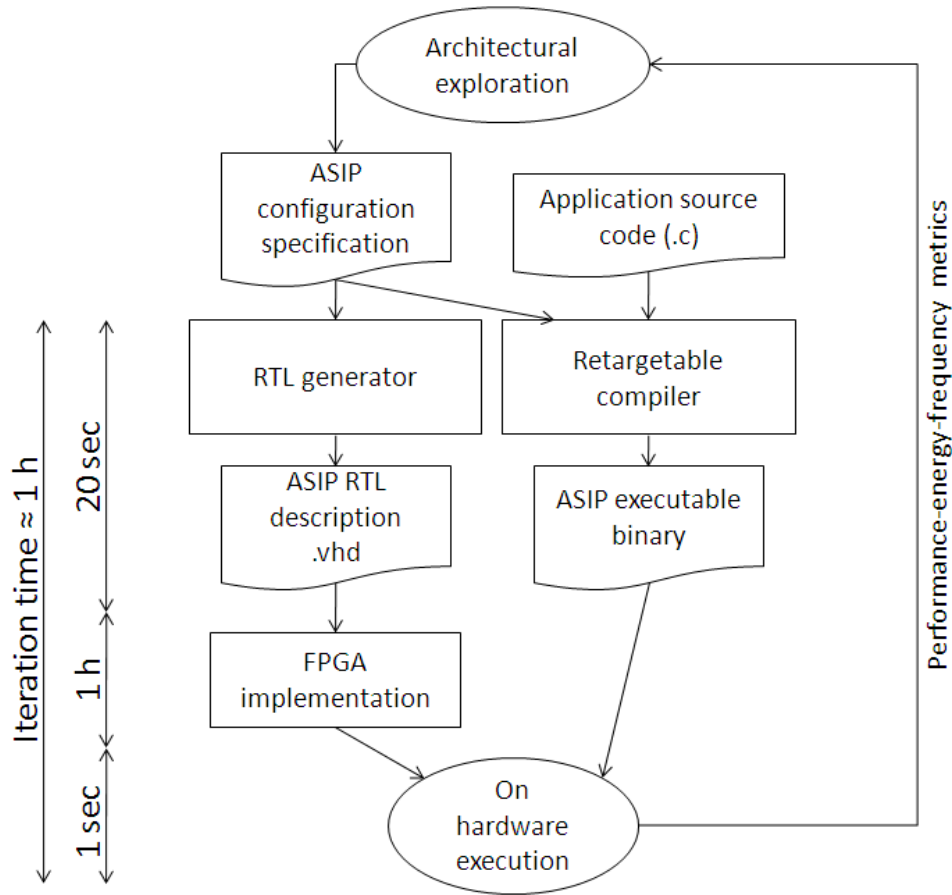 Architectural
exploration
ASIP
configuration
specification
Application source
code (.c)
RTL generator
Retargetable
compiler
ASIP RTL
description
.vhd
ASIP executable
binary
FPGA
implementation
On
hardware
execution
Iteration time ≈ 1 h
20 sec
1 h
1 sec
Performance-energy-frequency metrics